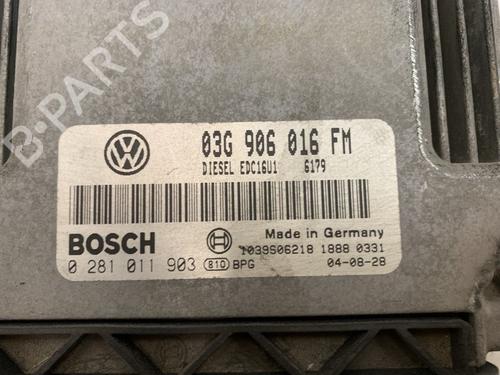 B-PARTS
03G 906 016 FM
DIESEL EDC16U1 6179
BOSCH
Made in Germany
1039S06218 1888 0331
0 281 011 903 810 BPG 04-08-28